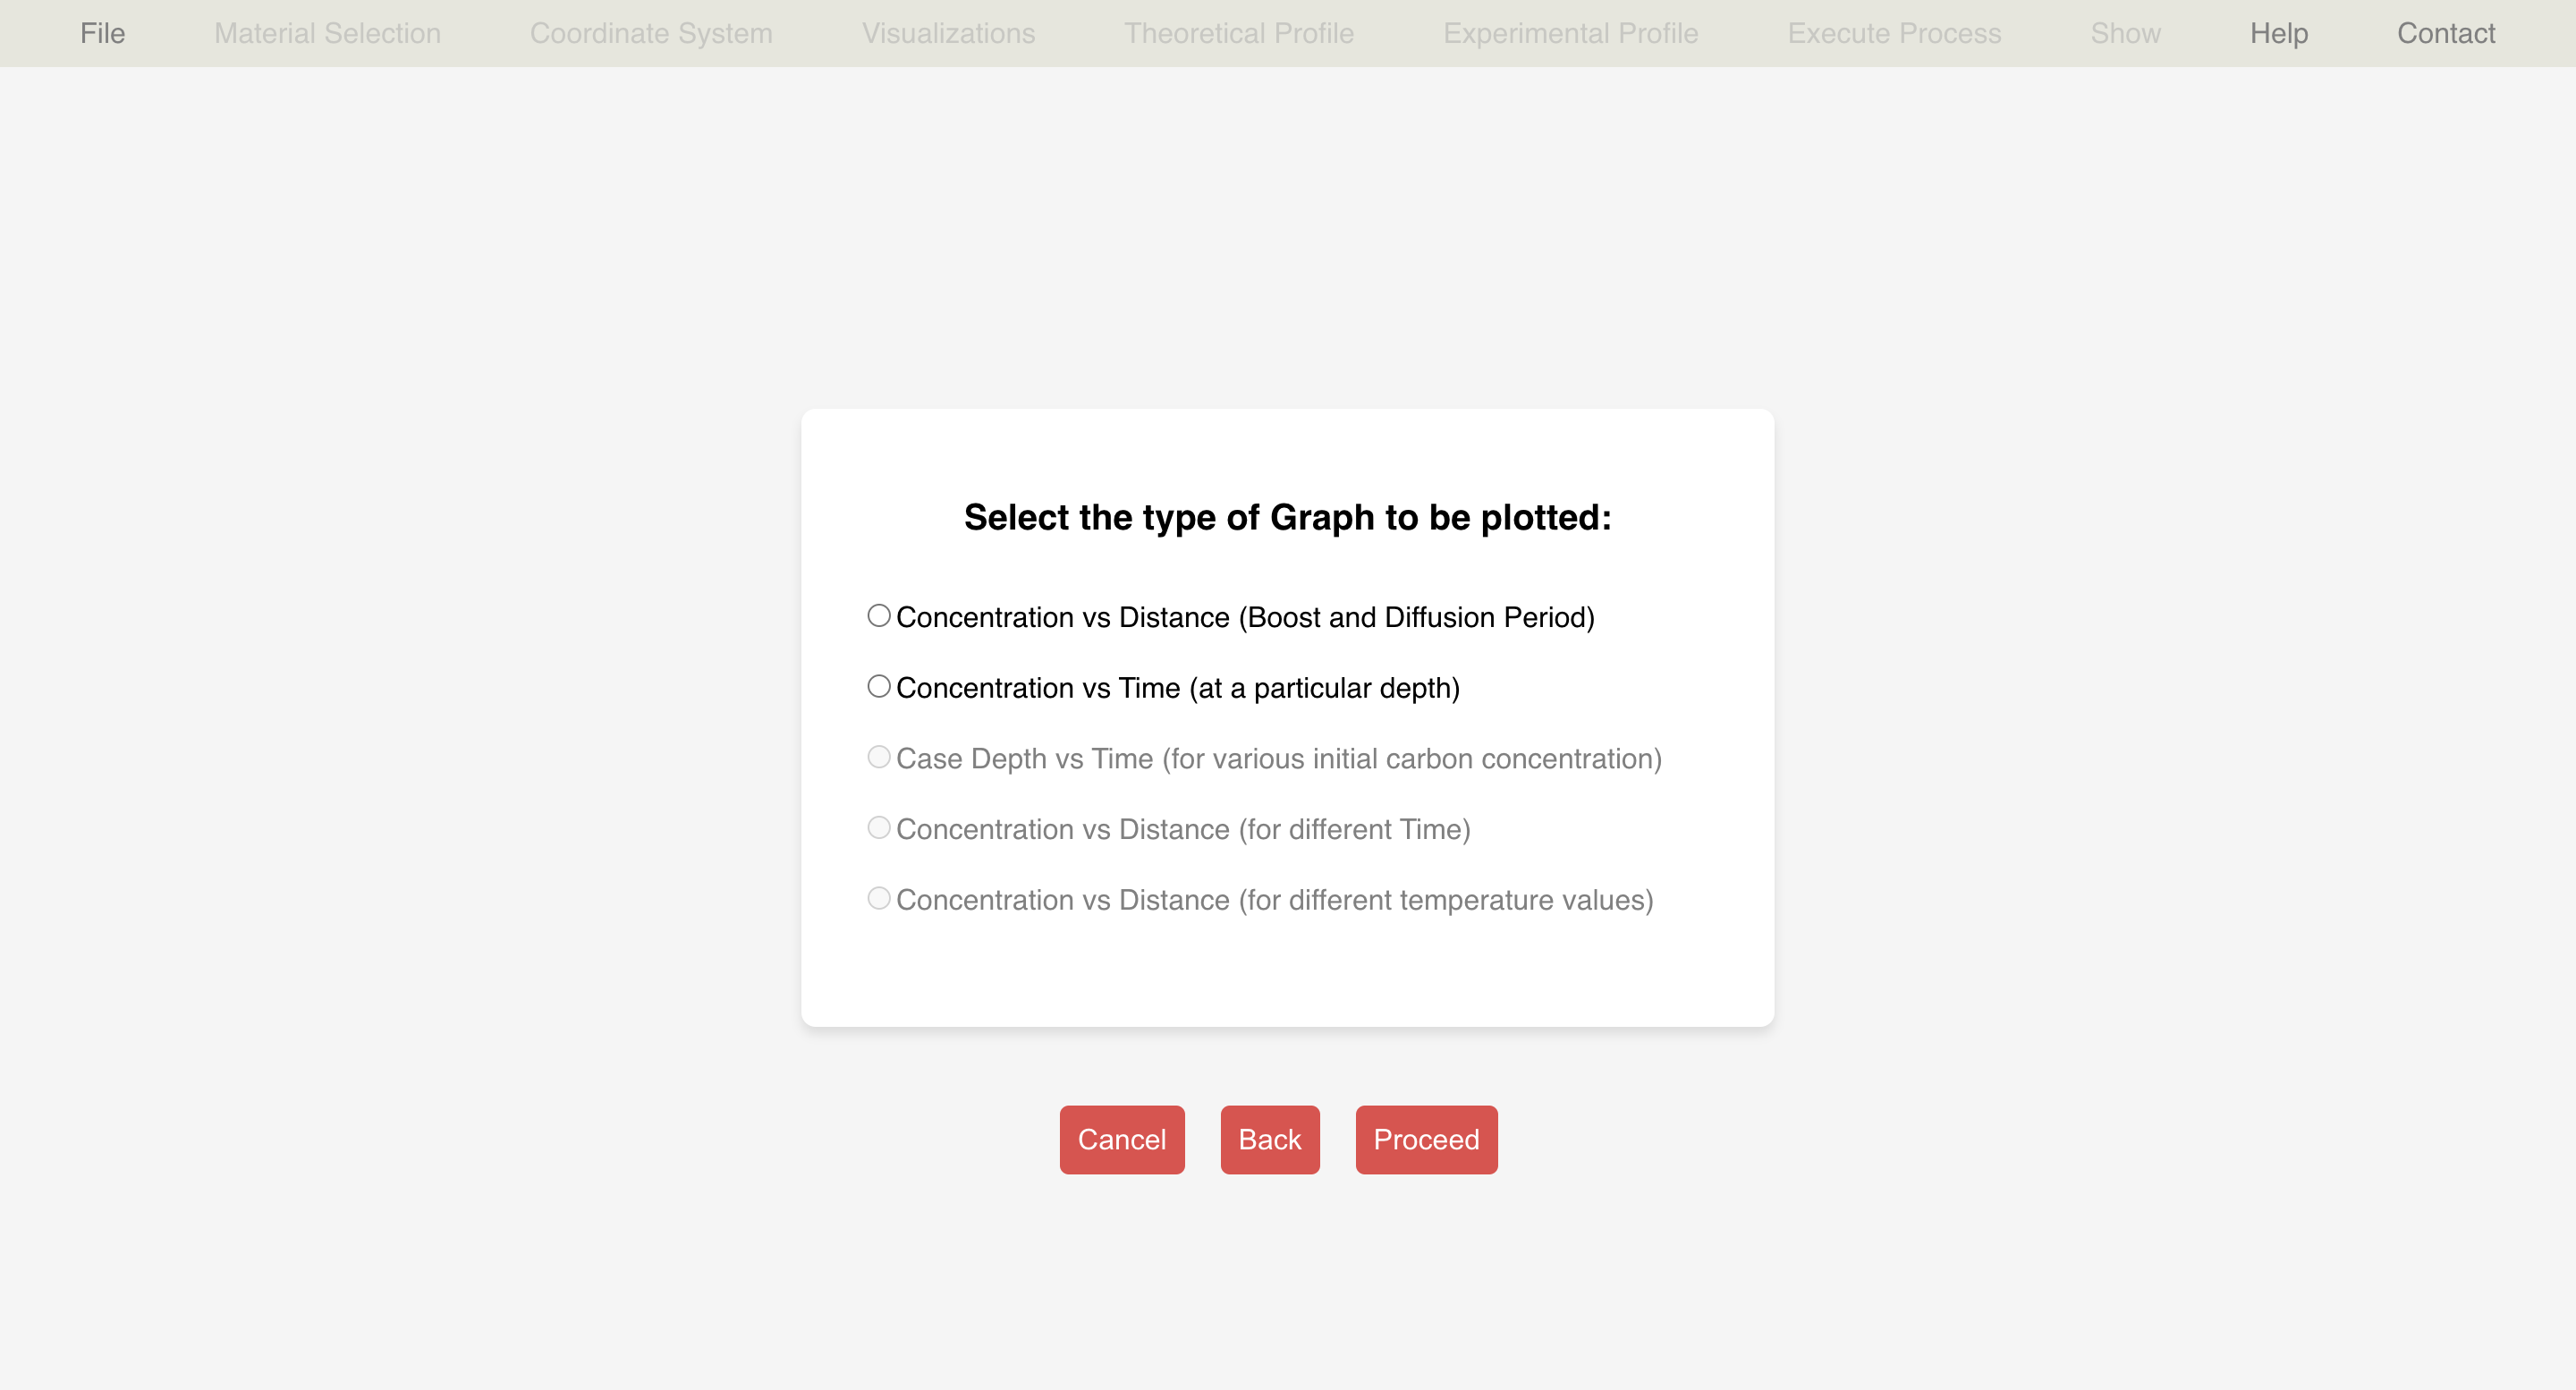 File Material Selection Coordinate System Visualizations Theoretical Profile Experimental Profile Execute Process Show Help Contact
Select the type of Graph to be plotted:
Concentration vs Distance (Boost and Diffusion Period)
Concentration vs Time (at a particular depth)
Case Depth vs Time (for various initial carbon concentration)
Concentration vs Distance (for different Time)
Concentration vs Distance (for different temperature values)
Cancel Back Proceed